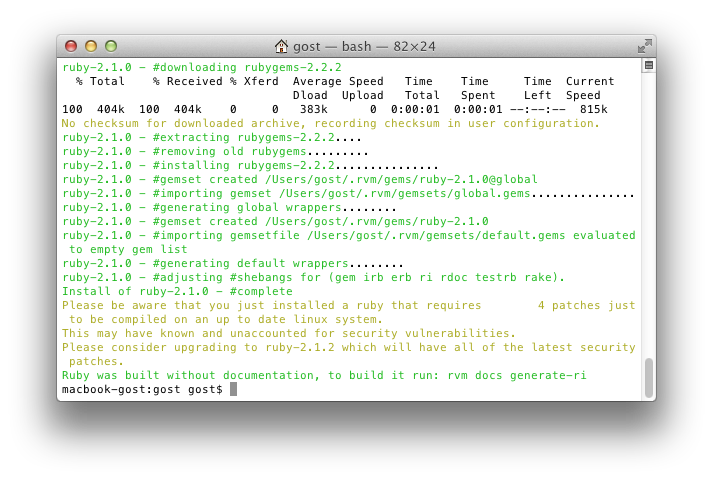 gost — bash — 82×24
ruby-2.1.0 - #downloading rubygems-2.2.2
  % Total    % Received % Xferd  Average Speed   Time    Time     Time  Current
                                 Dload  Upload   Total   Spent    Left  Speed
100  404k  100  404k    0     0   383k      0  0:00:01  0:00:01 --:--:--  815k
No checksum for downloaded archive, recording checksum in user configuration.
ruby-2.1.0 - #extracting rubygems-2.2.2....
ruby-2.1.0 - #removing old rubygems.........
ruby-2.1.0 - #installing rubygems-2.2.2...............
ruby-2.1.0 - #gemset created /Users/gost/.rvm/gems/ruby-2.1.0@global
ruby-2.1.0 - #importing gemset /Users/gost/.rvm/gemsets/global.gems...............
ruby-2.1.0 - #generating global wrappers........
ruby-2.1.0 - #gemset created /Users/gost/.rvm/gems/ruby-2.1.0
ruby-2.1.0 - #importing gemsetfile /Users/gost/.rvm/gemsets/default.gems evaluated
 to empty gem list
ruby-2.1.0 - #generating default wrappers........
ruby-2.1.0 - #adjusting #shebangs for (gem irb erb ri rdoc testrb rake).
Install of ruby-2.1.0 - #complete
Please be aware that you just installed a ruby that requires        4 patches just
 to be compiled on an up to date linux system.
This may have known and unaccounted for security vulnerabilities.
Please consider upgrading to ruby-2.1.2 which will have all of the latest security
 patches.
Ruby was built without documentation, to build it run: rvm docs generate-ri
macbook-gost:gost gost$